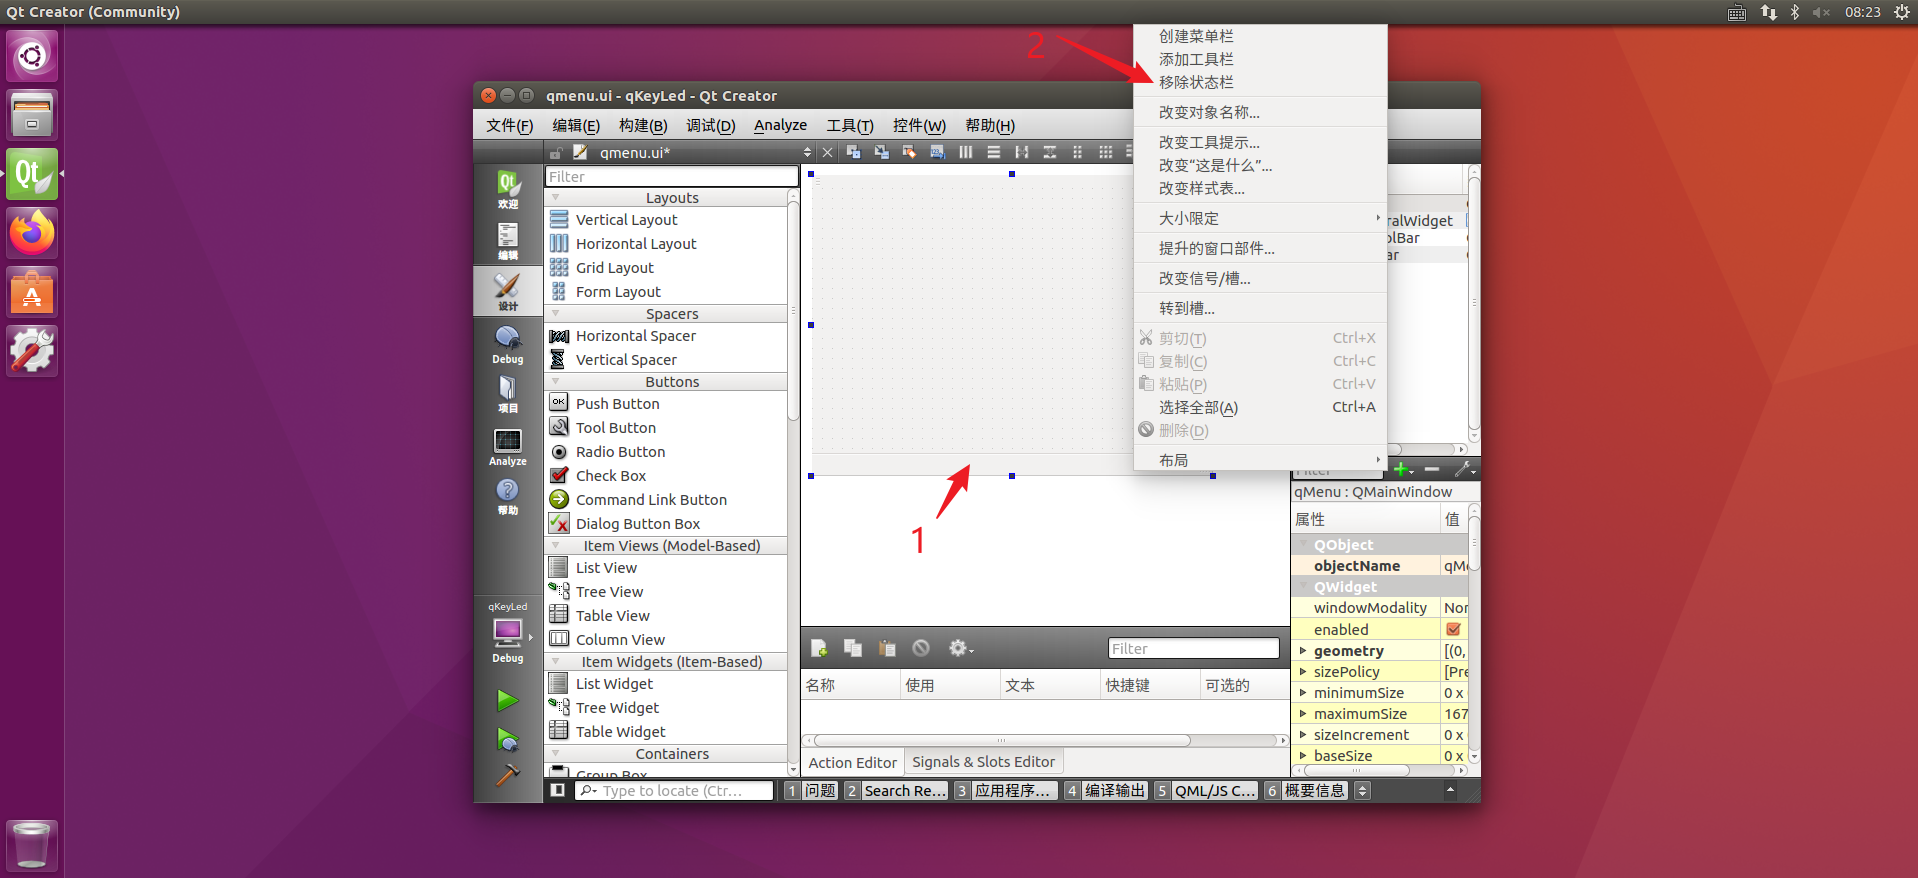 Qt Creator (Community)
08:23
qmenu.ui - qKeyLed - Qt Creator
文件(F) 编辑(E) 构建(B) 调试(D) Analyze 工具(T) 控件(W) 帮助(H)
qmenu.ui*
欢迎
编辑
设计
Debug
项目
Analyze
帮助
qKeyLed
Debug
Filter
Layouts
Vertical Layout
Horizontal Layout
Grid Layout
Form Layout
Spacers
Horizontal Spacer
Vertical Spacer
Buttons
OK Push Button
Tool Button
Radio Button
Check Box
Command Link Button
Dialog Button Box
Item Views (Model-Based)
List View
Tree View
Table View
Column View
Item Widgets (Item-Based)
List Widget
Tree Widget
Table Widget
Containers
Group Box
1
2
创建菜单栏
添加工具栏
移除状态栏
改变对象名称...
改变工具提示...
改变“这是什么”...
改变样式表...
大小限定
提升的窗口部件...
改变信号/槽...
转到槽...
剪切(T) Ctrl+X
复制(C) Ctrl+C
粘贴(P) Ctrl+V
选择全部(A) Ctrl+A
删除(D)
布局
ralWidget
olBar
ar
Filter
qMenu : QMainWindow
属性 值
QObject
objectName qMe
QWidget
windowModality Nor
enabled
geometry [(0,
sizePolicy [Pre
minimumSize 0 x
maximumSize 167
sizeIncrement 0 x
baseSize 0 x
Filter
名称 使用 文本 快捷键 可选的
Action Editor Signals & Slots Editor
Type to locate (Ctr... 1 问题 2 Search Re... 3 应用程序... 4 编译输出 5 QML/JS C... 6 概要信息